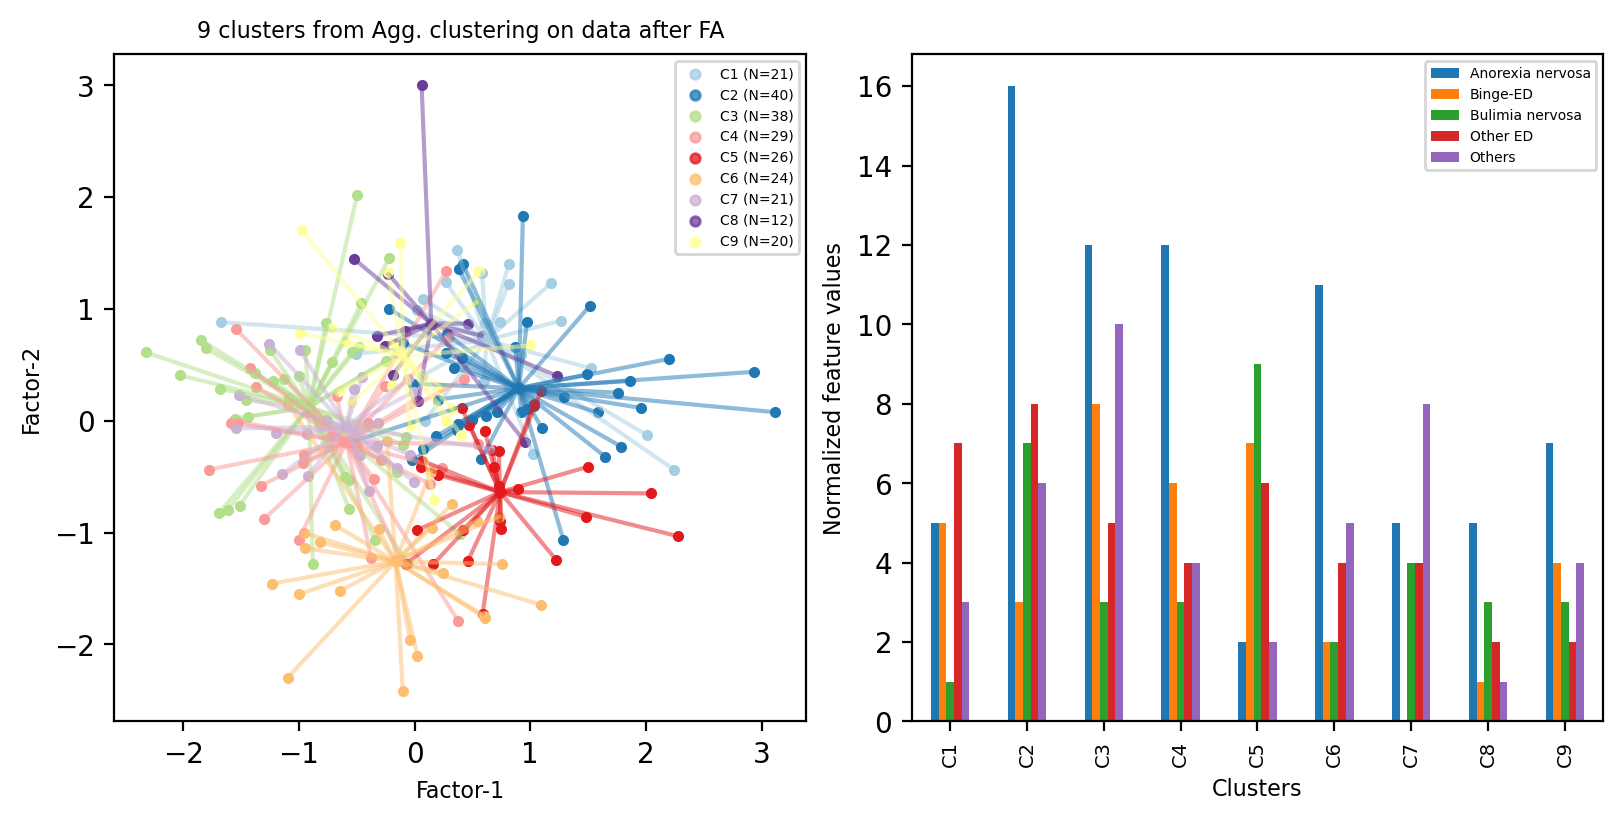 9 clusters from Agg. clustering on data after FA
Factor-2
3
2
1
0
−1
−2
−2
−1
0
1
2
3
Factor-1
C1 (N=21)
C2 (N=40)
C3 (N=38)
C4 (N=29)
C5 (N=26)
C6 (N=24)
C7 (N=21)
C8 (N=12)
C9 (N=20)
Normalized feature values
16
14
12
10
8
6
4
2
0
C1
C2
C3
C4
C5
C6
C7
C8
C9
Clusters
Anorexia nervosa
Binge-ED
Bulimia nervosa
Other ED
Others